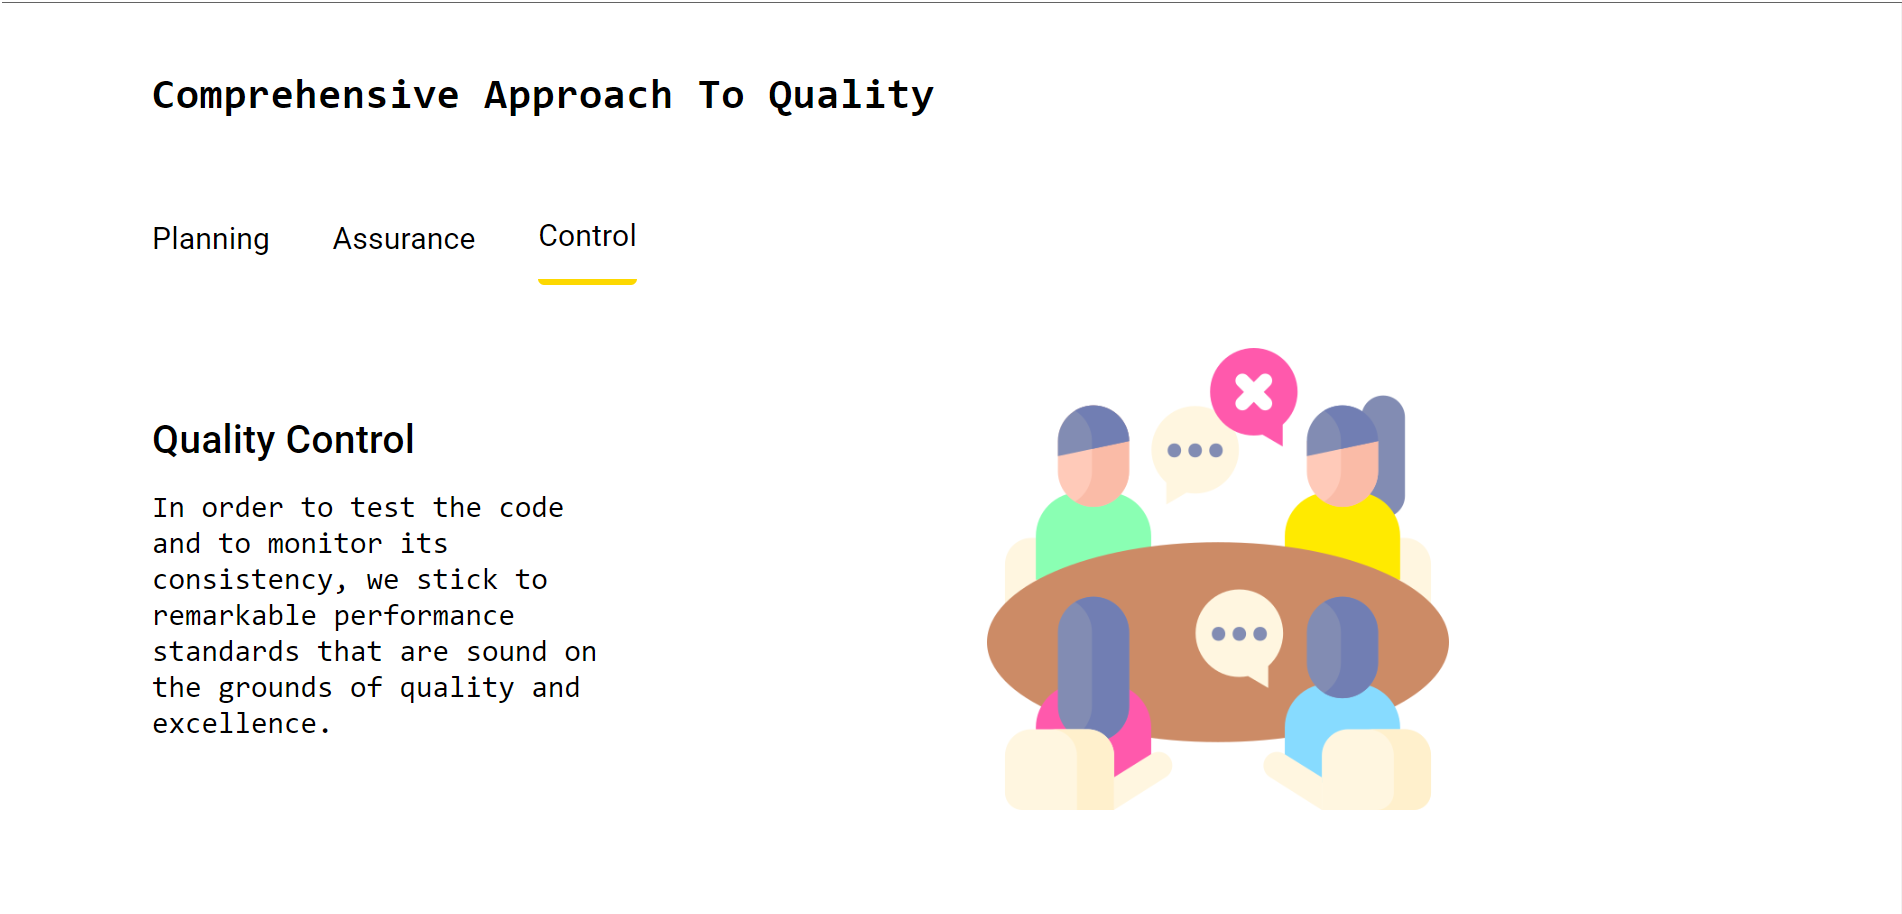 Comprehensive Approach To Quality
Planning Assurance Control
Quality Control
In order to test the code
and to monitor its
consistency, we stick to
remarkable performance
standards that are sound on
the grounds of quality and
excellence.